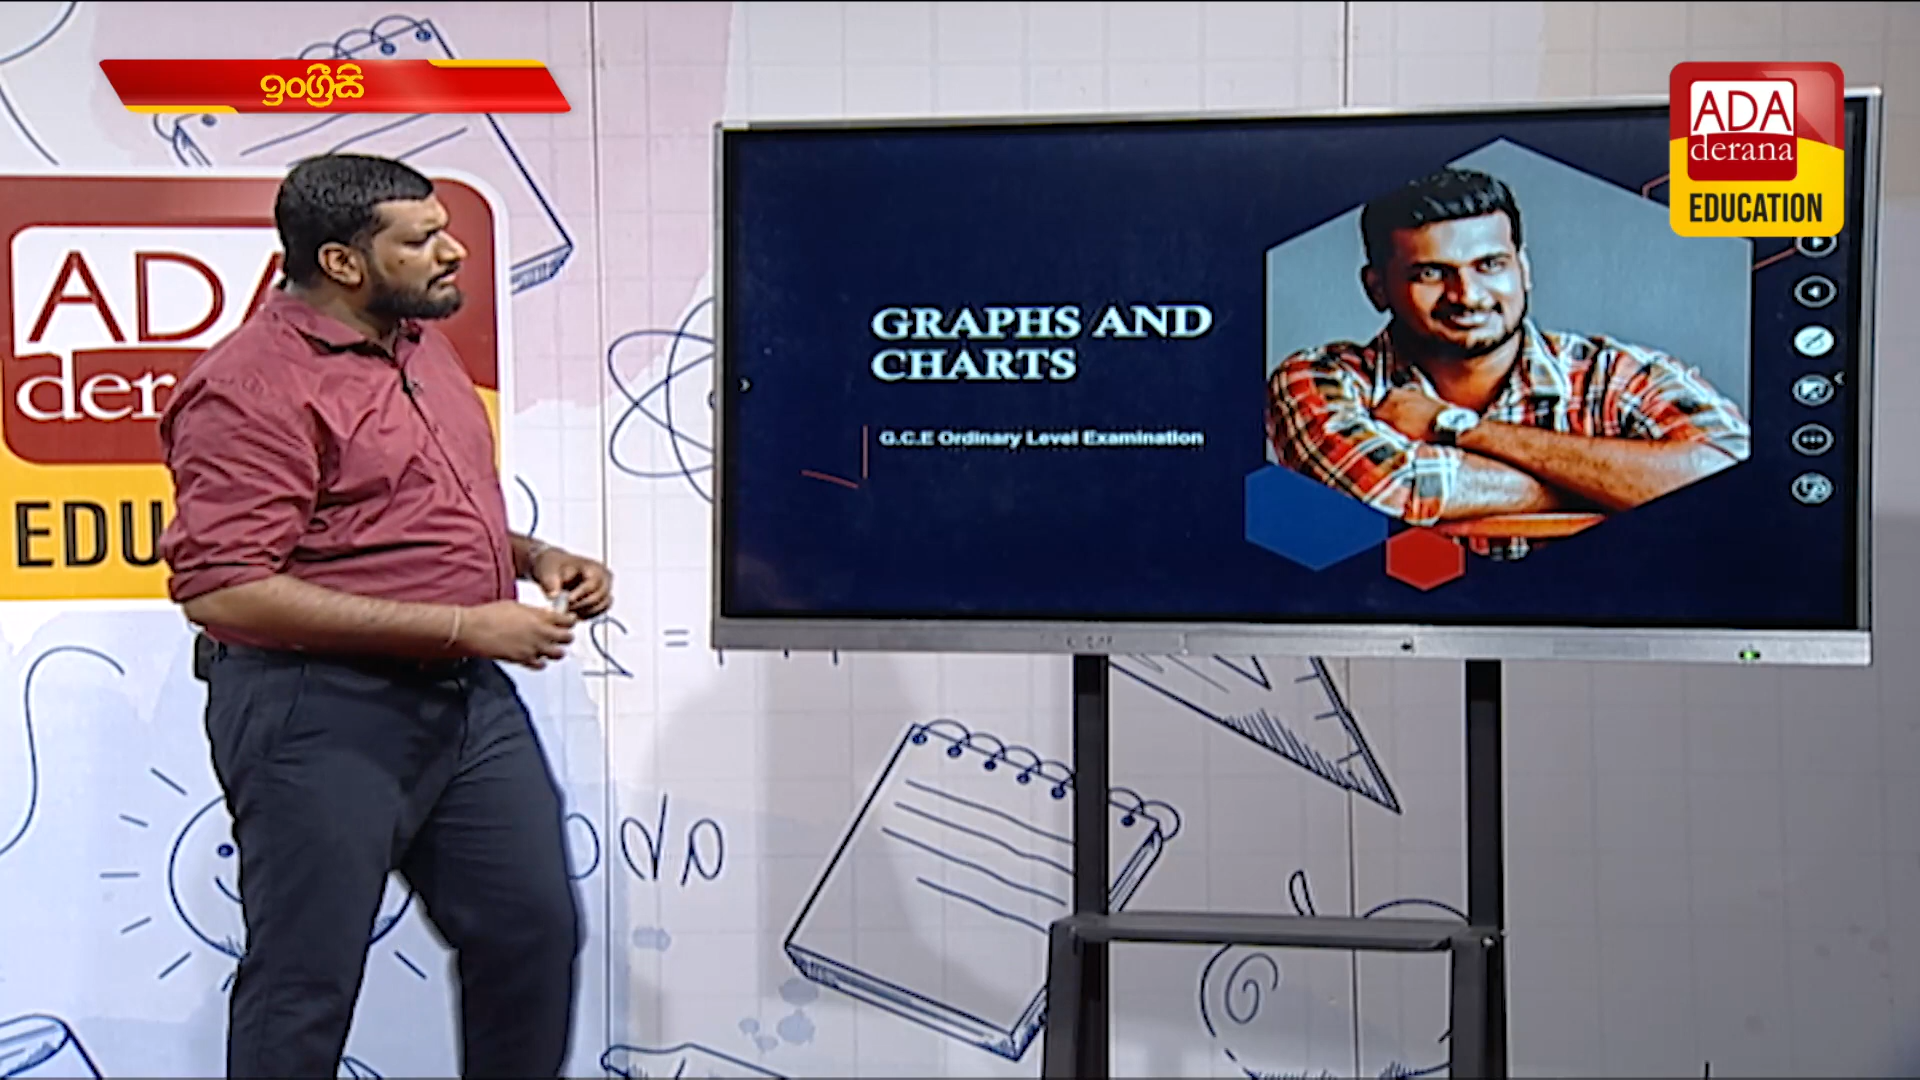 ඉංග්‍රීසි
ADA
derana
EDUCATION
ADA
der
EDU
GRAPHS AND
CHARTS
G.C.E Ordinary Level Examination